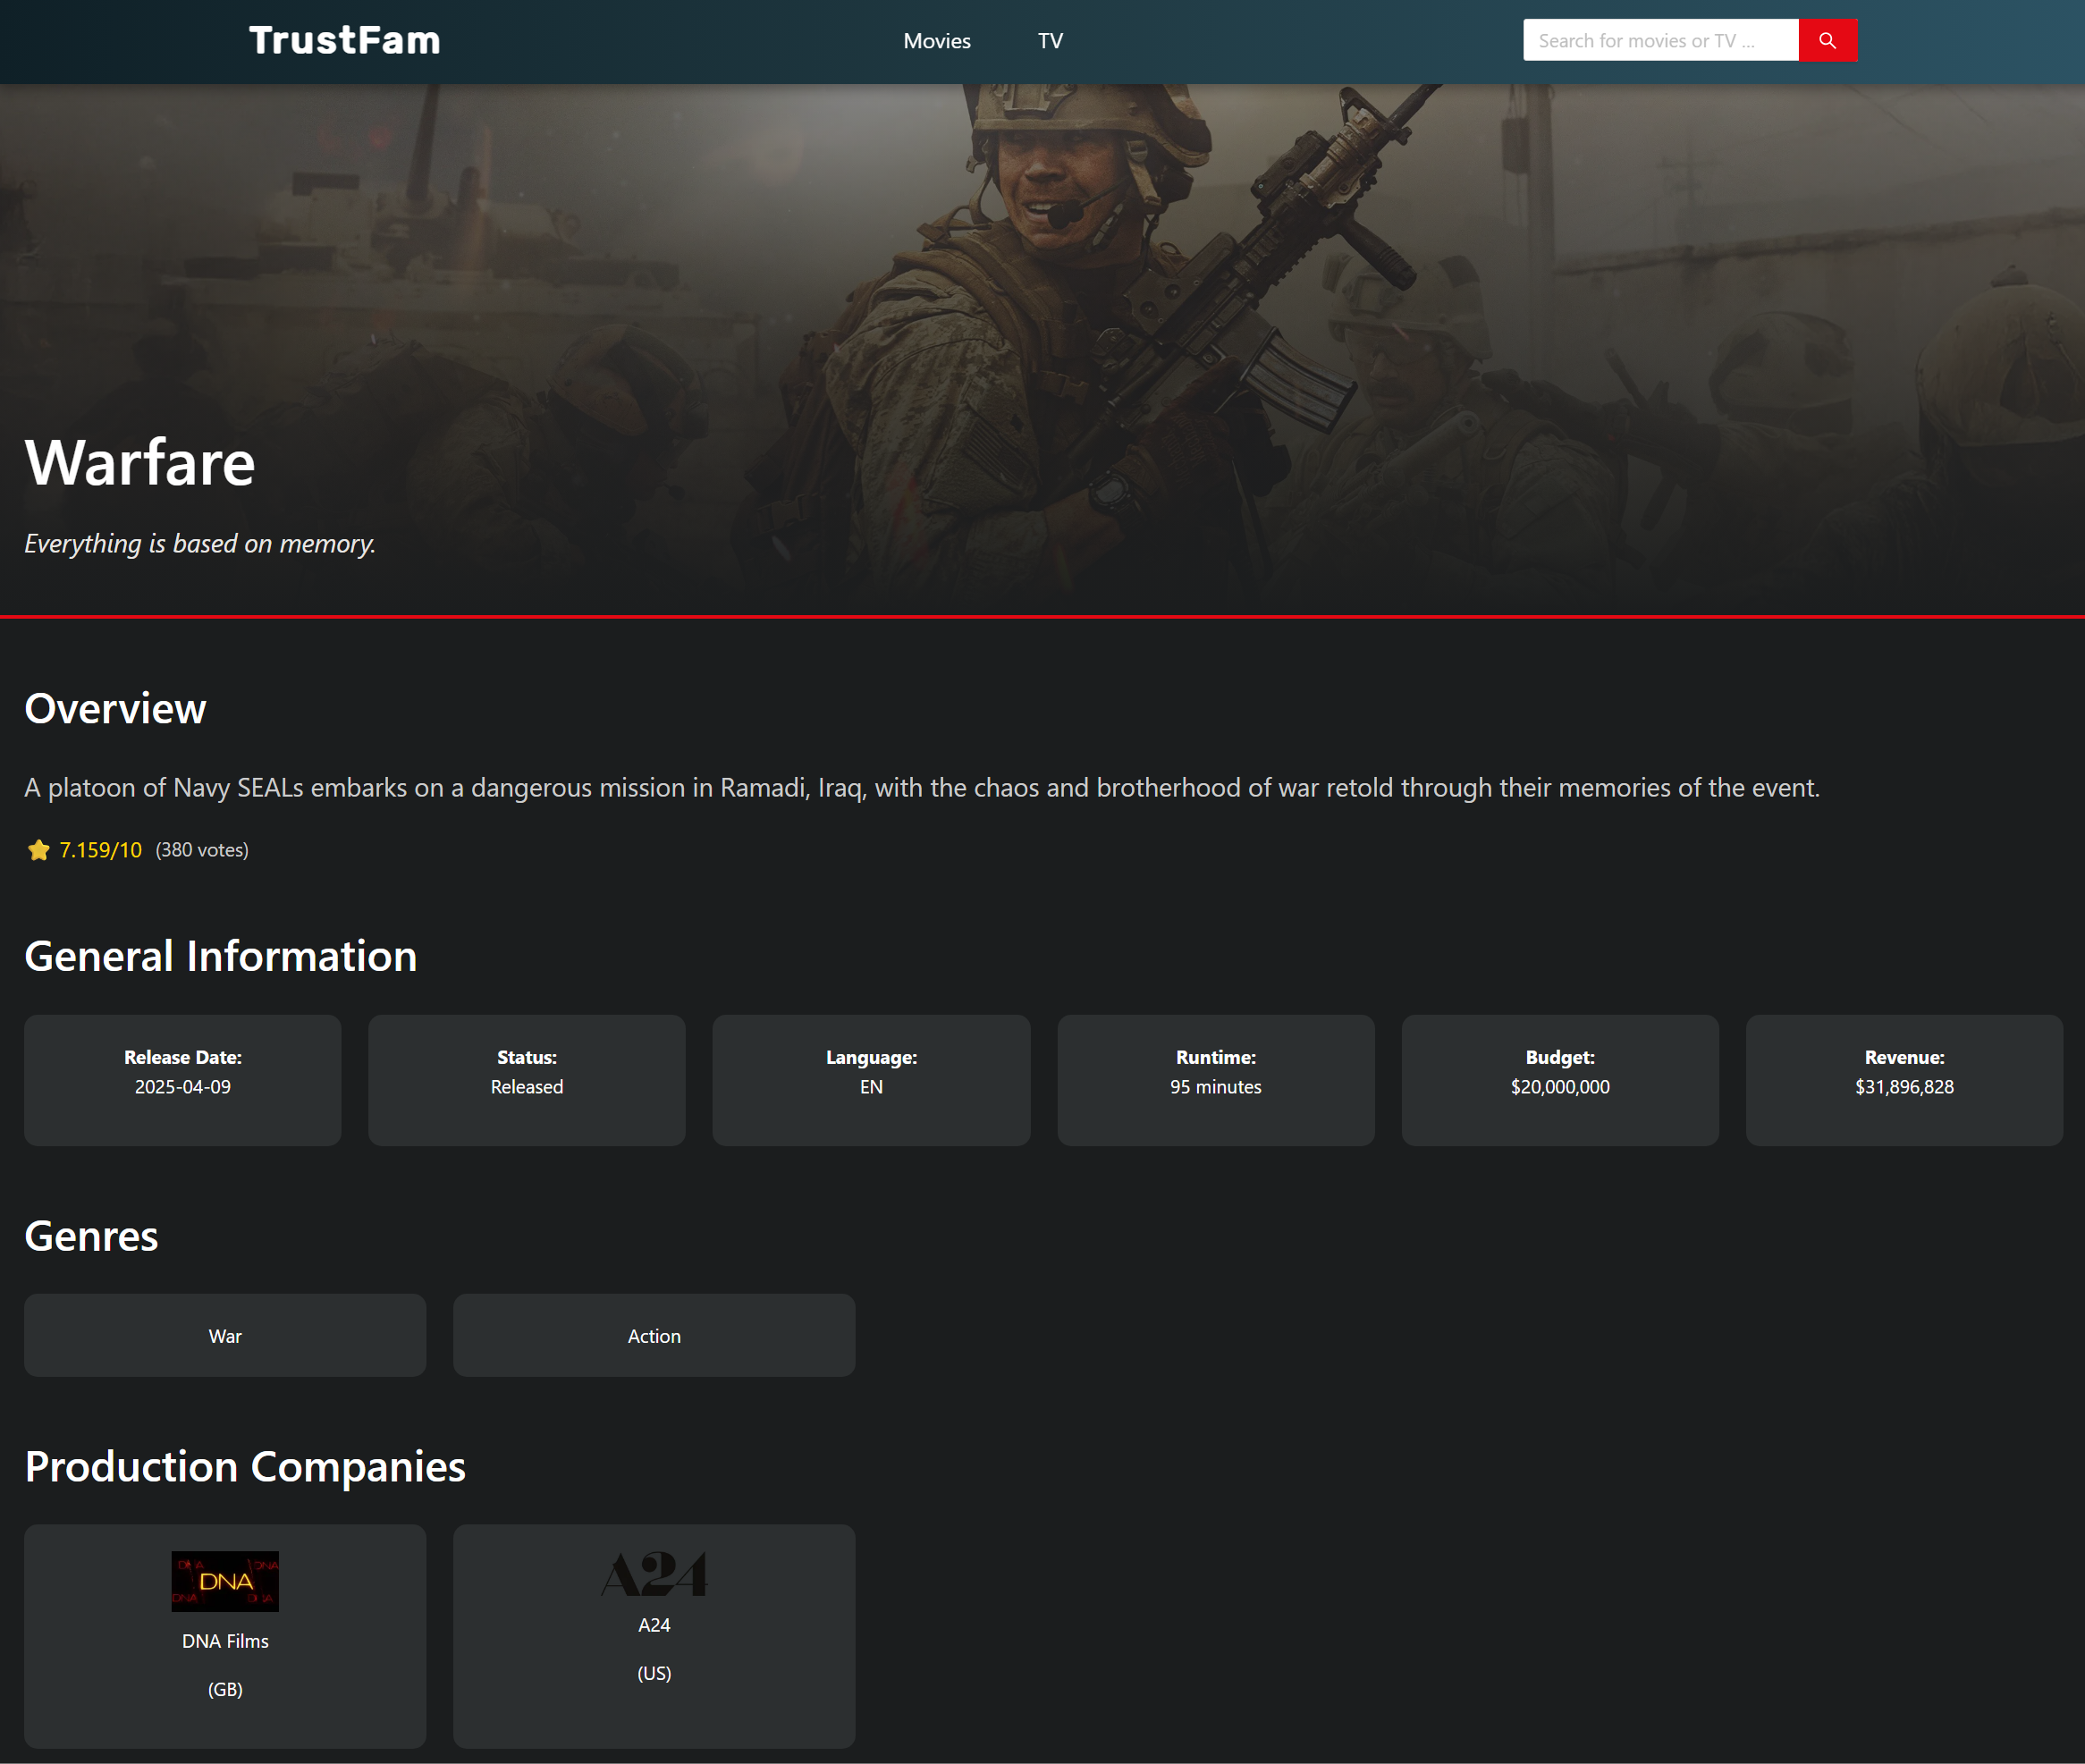 TrustFam
Movies
TV
Search for movies or TV ...
Warfare
Everything is based on memory.
Overview
A platoon of Navy SEALs embarks on a dangerous mission in Ramadi, Iraq, with the chaos and brotherhood of war retold through their memories of the event.
7.159/10 (380 votes)
General Information
Release Date:
2025-04-09
Status:
Released
Language:
EN
Runtime:
95 minutes
Budget:
$20,000,000
Revenue:
$31,896,828
Genres
War
Action
Production Companies
DNA DNA
DNA
DNA DNA
DNA Films
(GB)
A24
A24
(US)